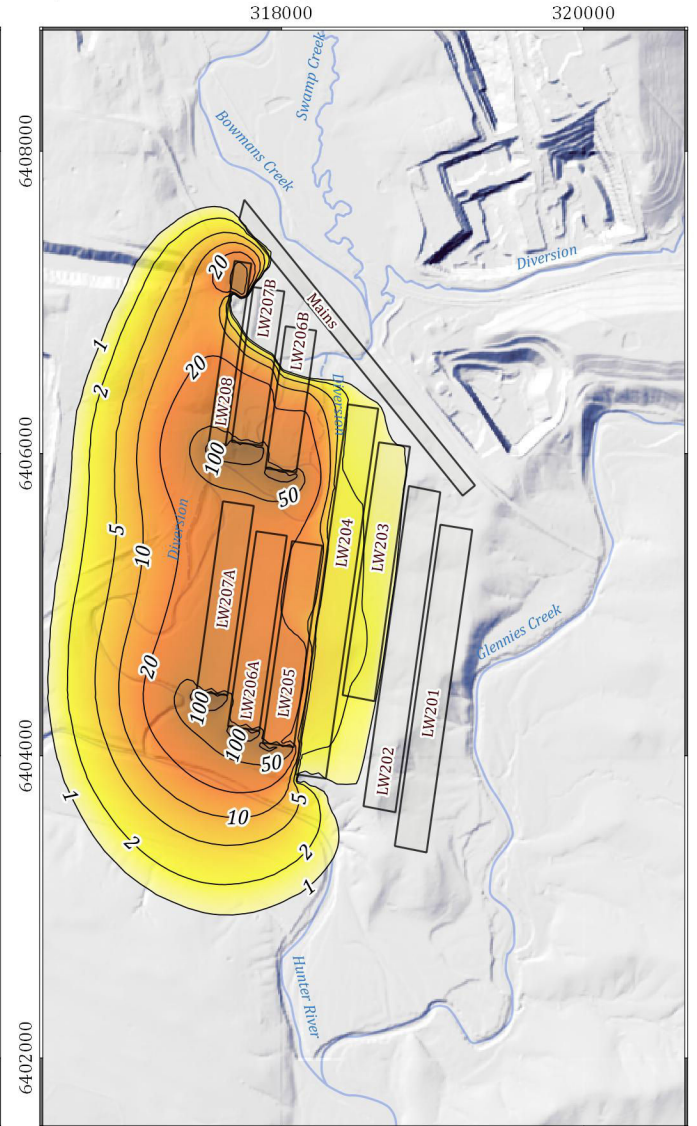 318000
320000
6408000
6406000
6404000
6402000
Swamp Creek
Bowmans Creek
Diversion
Mains
20
LW207B
LW206B
1
2
20
LW208
Diversion
100
50
Diversion
5
10
LW204
LW203
LW207A
Glennies Creek
20
LW206A
LW205
100
LW201
100
50
LW202
1
5
10
2
2
1
Hunter River